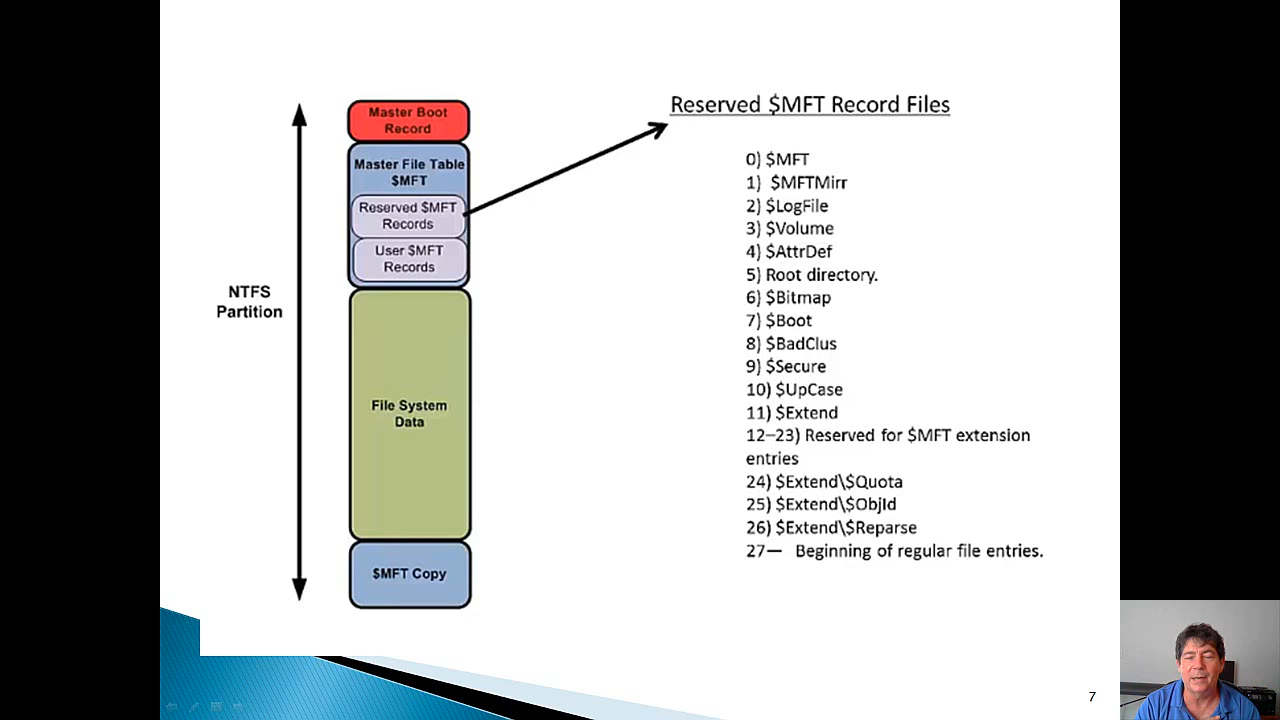 Master Boot
Record
Master File Table
$MFT
Reserved $MFT
Records
User $MFT
Records
NTFS
Partition
File System
Data
$MFT Copy
Reserved $MFT Record Files
0) $MFT
1) $MFTMirr
2) $LogFile
3) $Volume
4) $AttrDef
5) Root directory.
6) $Bitmap
7) $Boot
8) $BadClus
9) $Secure
10) $UpCase
11) $Extend
12–23) Reserved for $MFT extension
entries
24) $Extend\$Quota
25) $Extend\$ObjId
26) $Extend\$Reparse
27— Beginning of regular file entries.
7